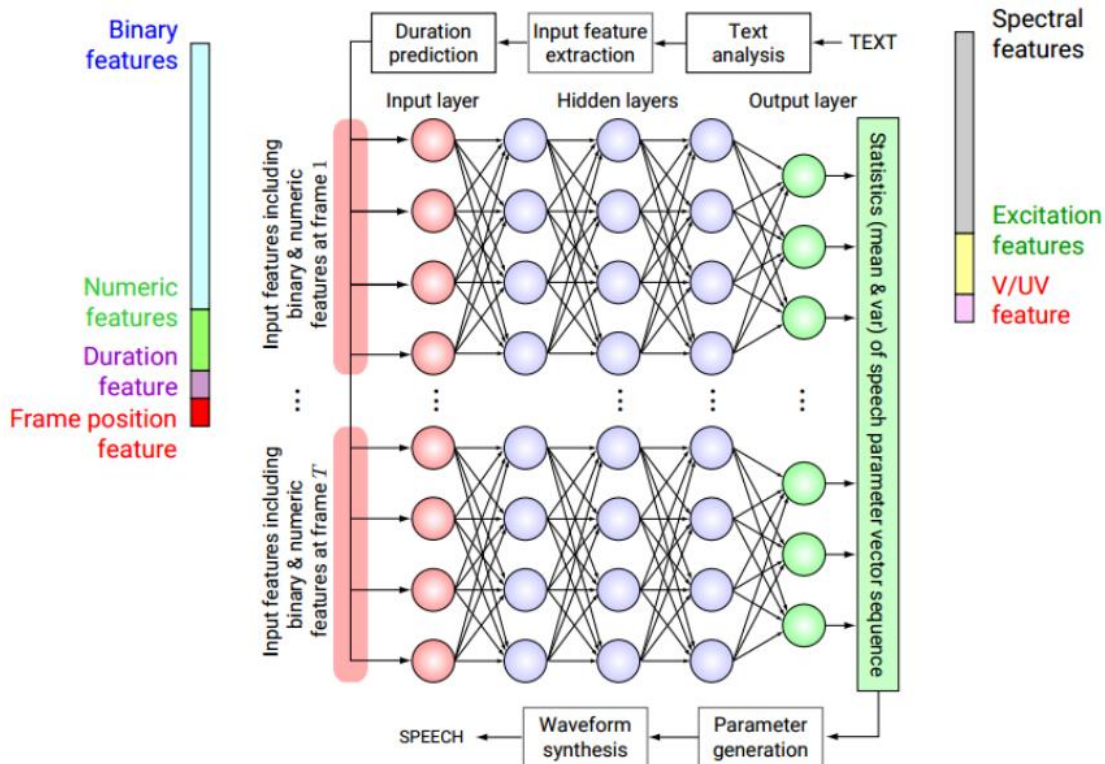 Binary
features
Numeric
features
Duration
feature
Frame position
feature
Duration
prediction
Input feature
extraction
Text
analysis
TEXT
Input layer
Hidden layers
Output layer
Input features including
binary & numeric
features at frame 1
...
...
...
...
...
Input features including
binary & numeric
features at frame T
Statistics (mean & var) of speech parameter vector sequence
SPEECH
Waveform
synthesis
Parameter
generation
Spectral
features
Excitation
features
V/UV
feature